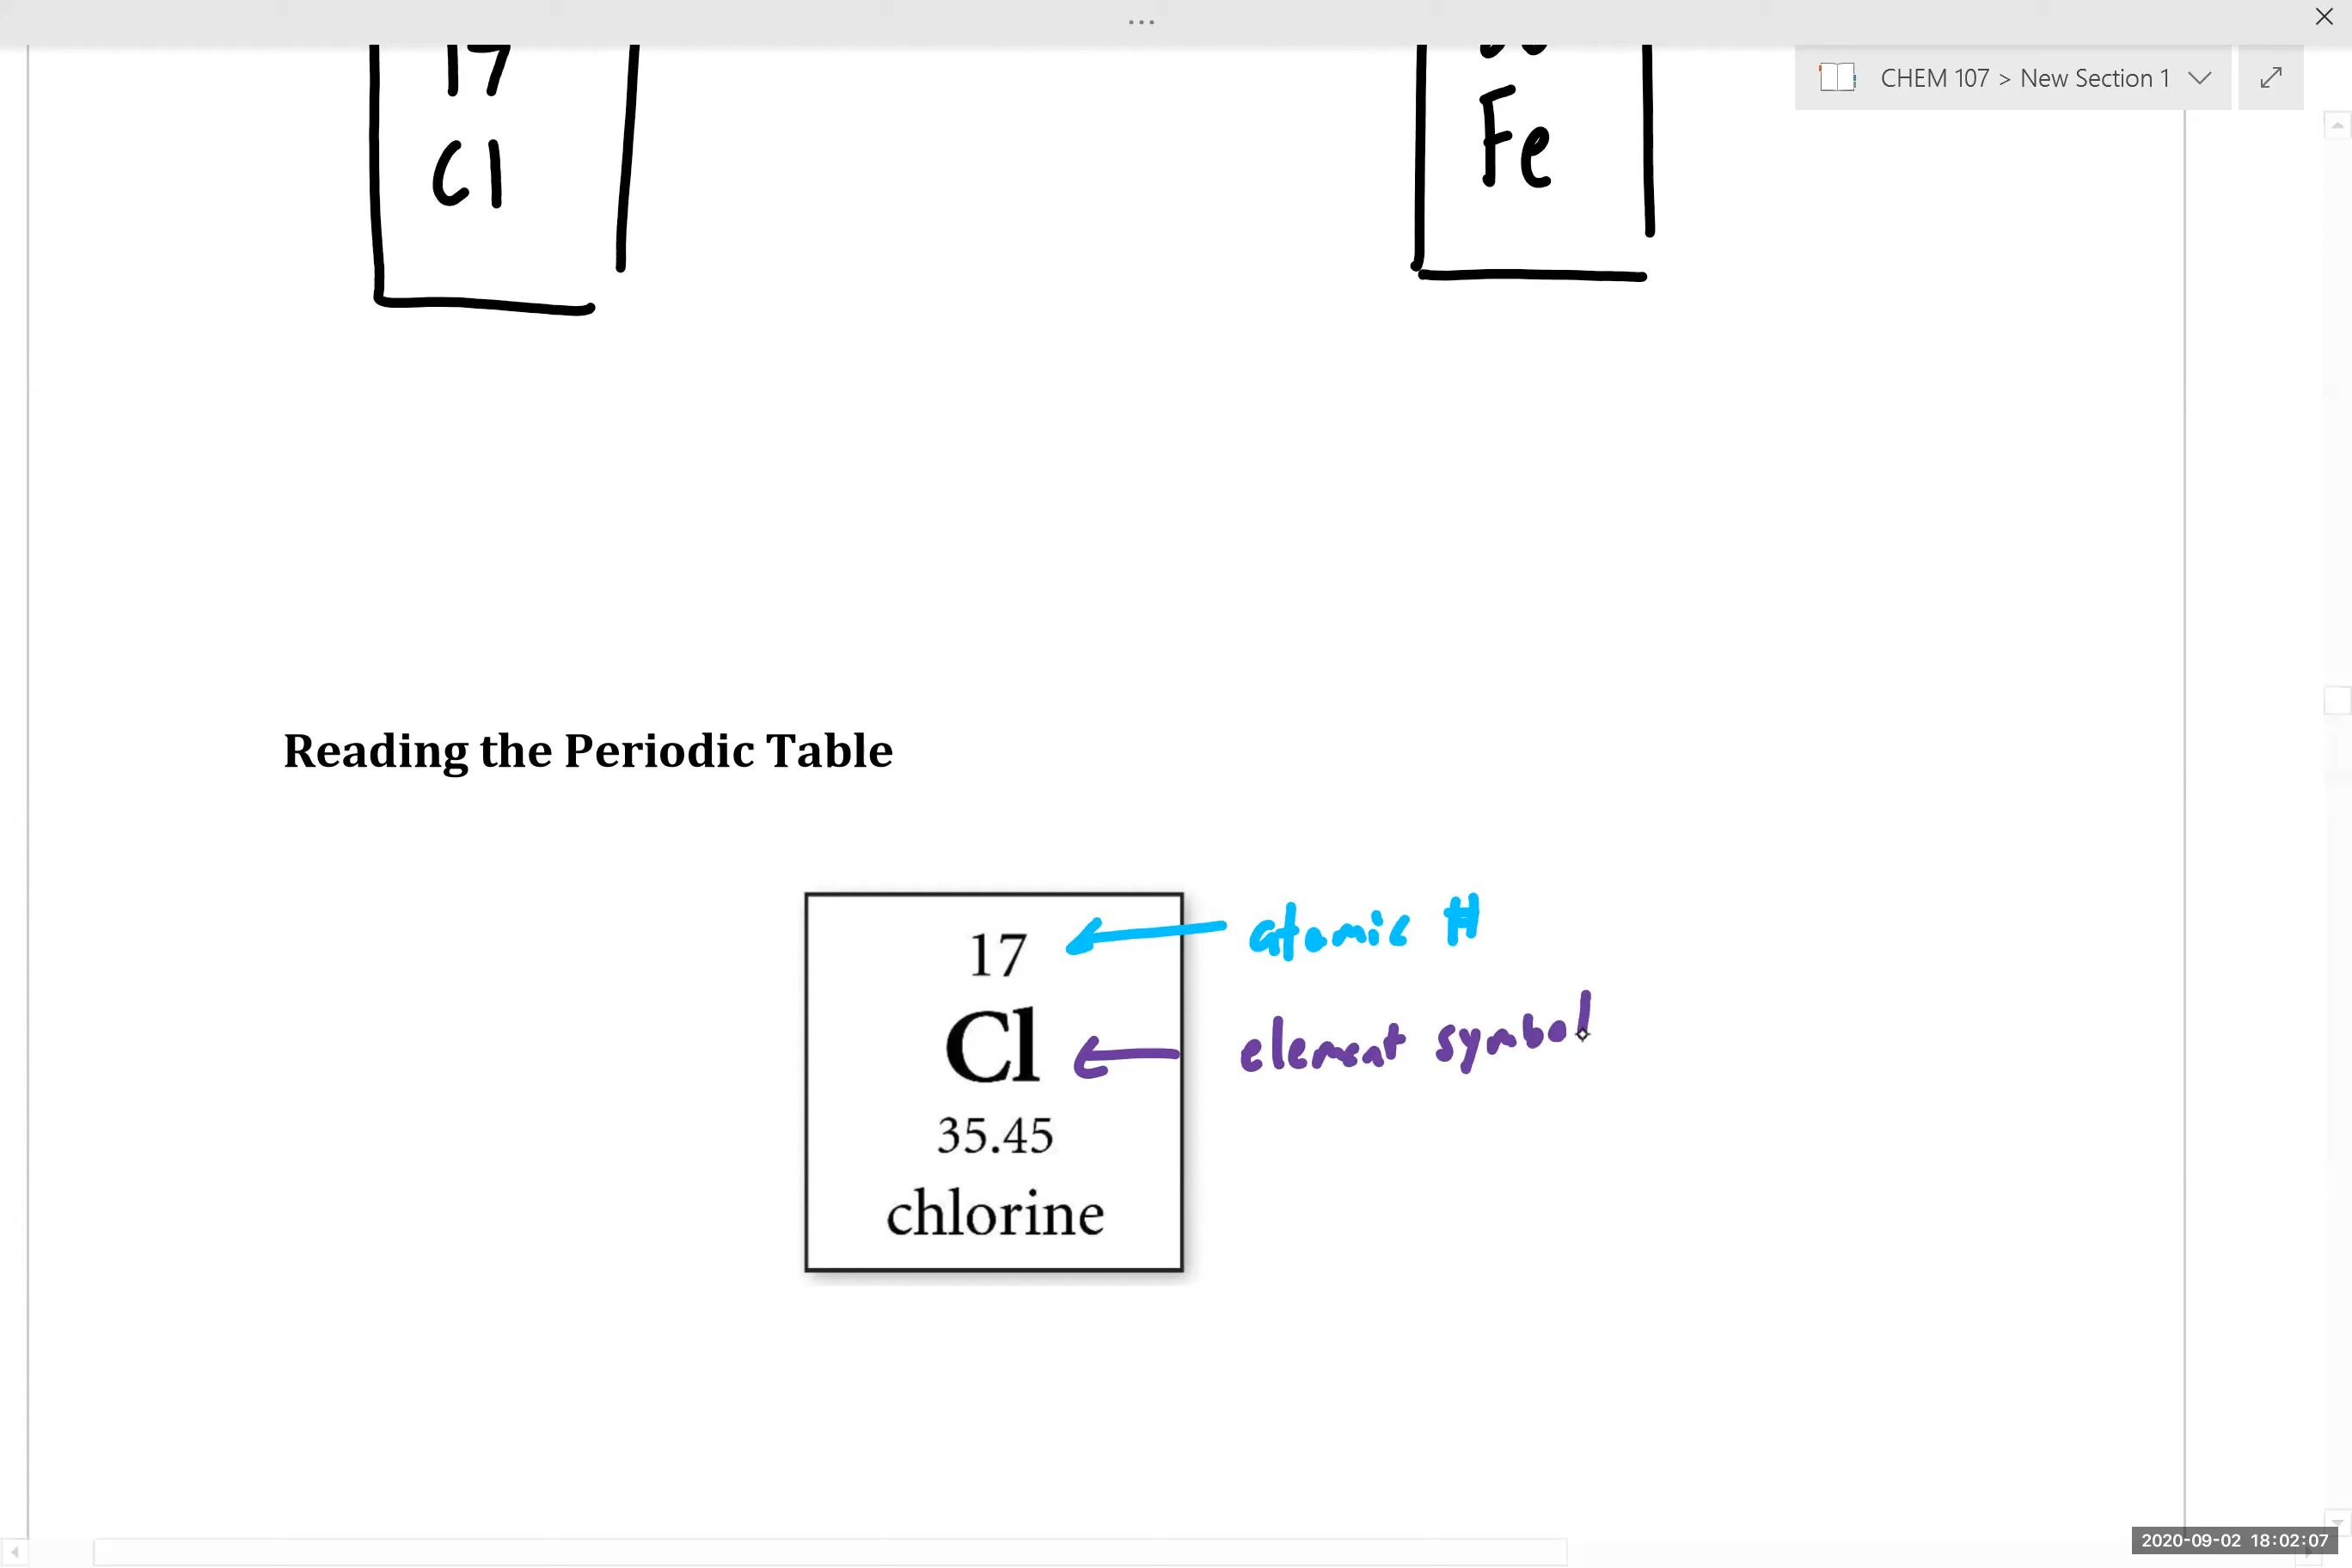 CHEM 107 > New Section 1
17
Cl
Fe
Reading the Periodic Table
17
atomic #
Cl
element symbol
35.45
chlorine
2020-09-02 18:02:07